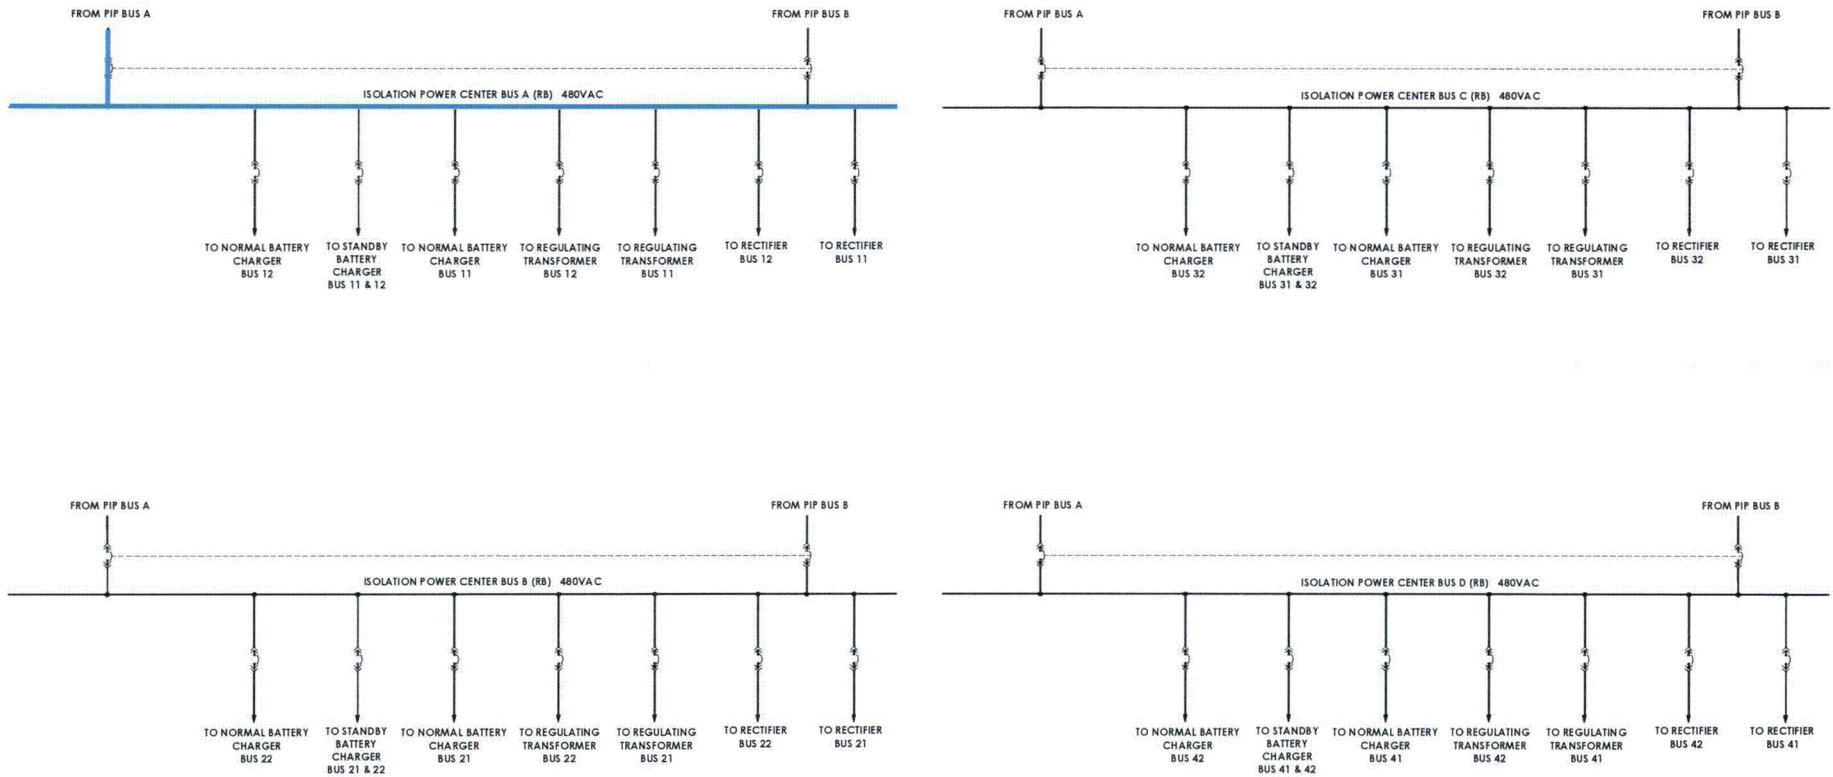 FROM PIP BUS A
FROM PIP BUS B
ISOLATION POWER CENTER BUS A (RB) 480VAC
TO NORMAL BATTERY
CHARGER
BUS 12
TO STANDBY
BATTERY
CHARGER
BUS 11 & 12
TO NORMAL BATTERY
CHARGER
BUS 11
TO REGULATING
TRANSFORMER
BUS 12
TO REGULATING
TRANSFORMER
BUS 11
TO RECTIFIER
BUS 12
TO RECTIFIER
BUS 11
FROM PIP BUS A
FROM PIP BUS B
ISOLATION POWER CENTER BUS C (RB) 480VAC
TO NORMAL BATTERY
CHARGER
BUS 32
TO STANDBY
BATTERY
CHARGER
BUS 31 & 32
TO NORMAL BATTERY
CHARGER
BUS 31
TO REGULATING
TRANSFORMER
BUS 32
TO REGULATING
TRANSFORMER
BUS 31
TO RECTIFIER
BUS 32
TO RECTIFIER
BUS 31
FROM PIP BUS A
FROM PIP BUS B
ISOLATION POWER CENTER BUS B (RB) 480VAC
TO NORMAL BATTERY
CHARGER
BUS 22
TO STANDBY
BATTERY
CHARGER
BUS 21 & 22
TO NORMAL BATTERY
CHARGER
BUS 21
TO REGULATING
TRANSFORMER
BUS 22
TO REGULATING
TRANSFORMER
BUS 21
TO RECTIFIER
BUS 22
TO RECTIFIER
BUS 21
FROM PIP BUS A
FROM PIP BUS B
ISOLATION POWER CENTER BUS D (RB) 480VAC
TO NORMAL BATTERY
CHARGER
BUS 42
TO STANDBY
BATTERY
CHARGER
BUS 41 & 42
TO NORMAL BATTERY
CHARGER
BUS 41
TO REGULATING
TRANSFORMER
BUS 42
TO REGULATING
TRANSFORMER
BUS 41
TO RECTIFIER
BUS 42
TO RECTIFIER
BUS 41